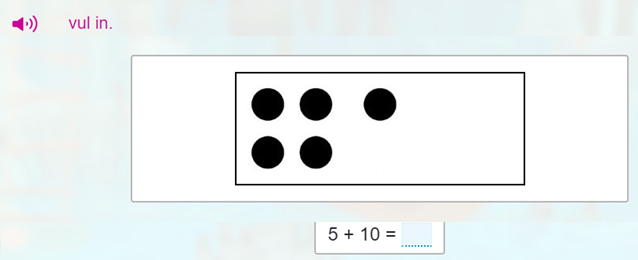 vul in.
5 + 10 =